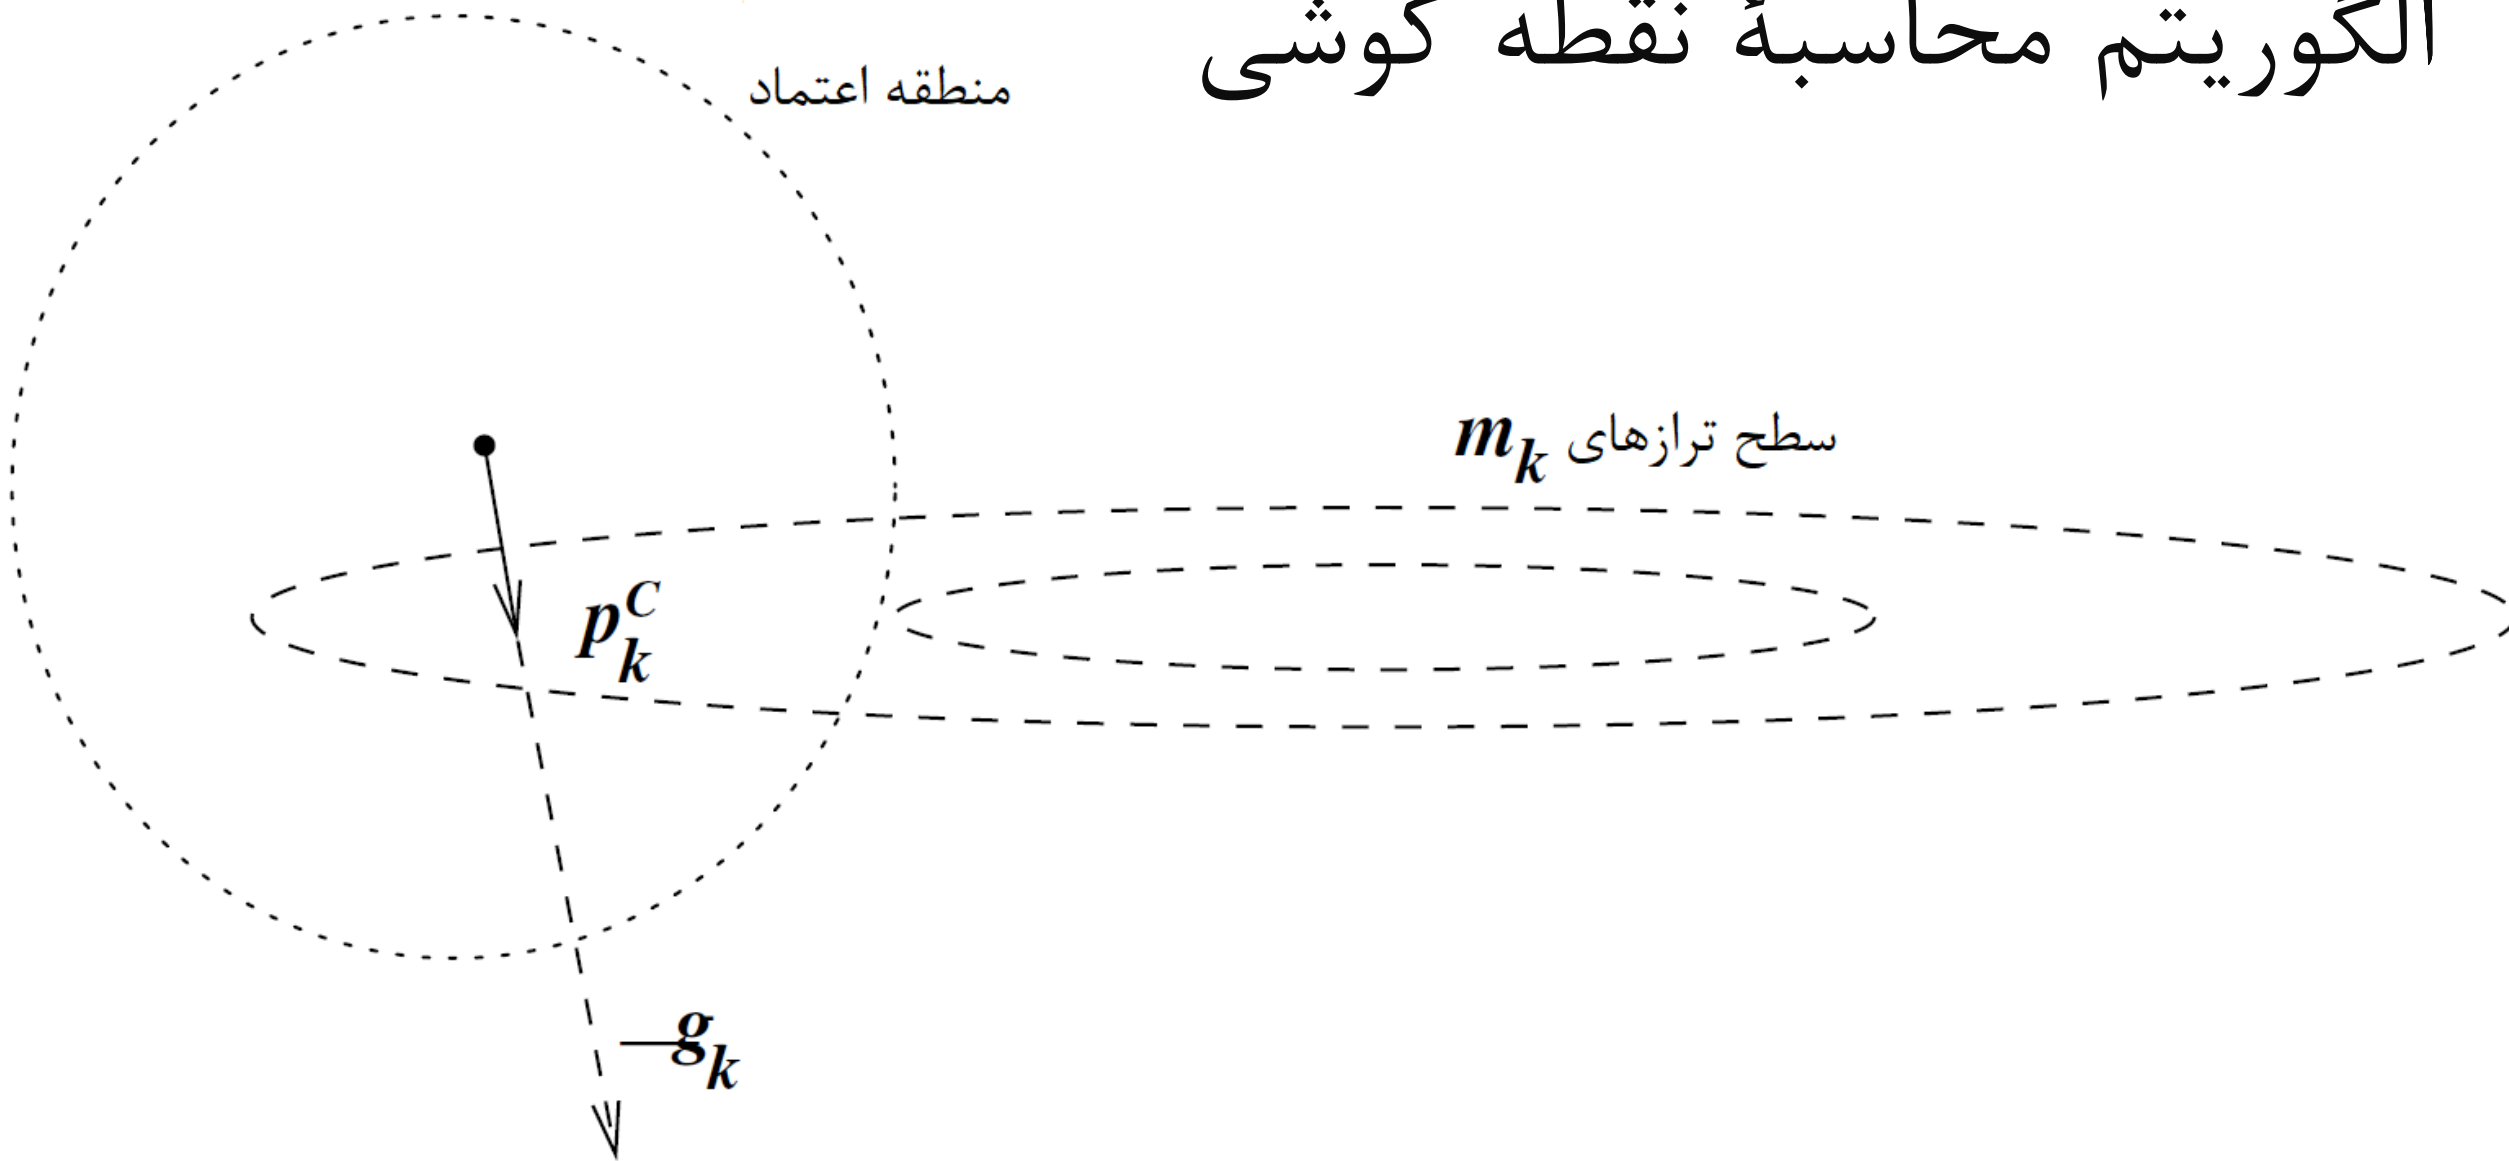 الگوریتم محاسبهٔ نقطه کوشی
منطقه اعتماد
سطح ترازهای m_k
p_k^C
−g_k